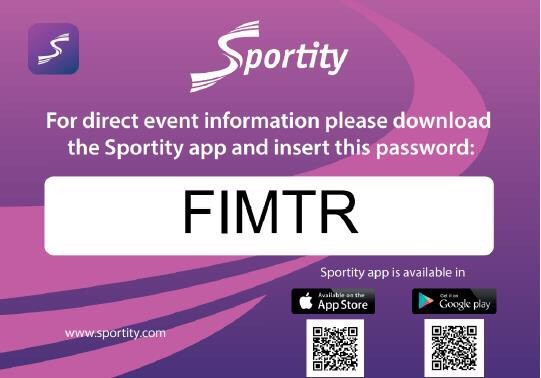 Sportity
For direct event information please download
the Sportity app and insert this password:
FIMTR
Sportity app is available in
Available on the
App Store
Get it on
Google play
www.sportity.com